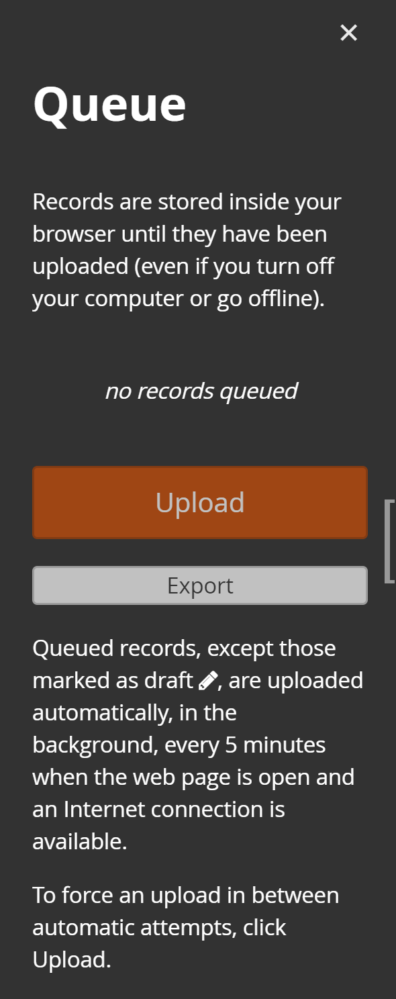 Queue
Records are stored inside your
browser until they have been
uploaded (even if you turn off
your computer or go offline).
no records queued
Upload
Export
Queued records, except those
marked as draft , are uploaded
automatically, in the
background, every 5 minutes
when the web page is open and
an Internet connection is
available.
To force an upload in between
automatic attempts, click
Upload.